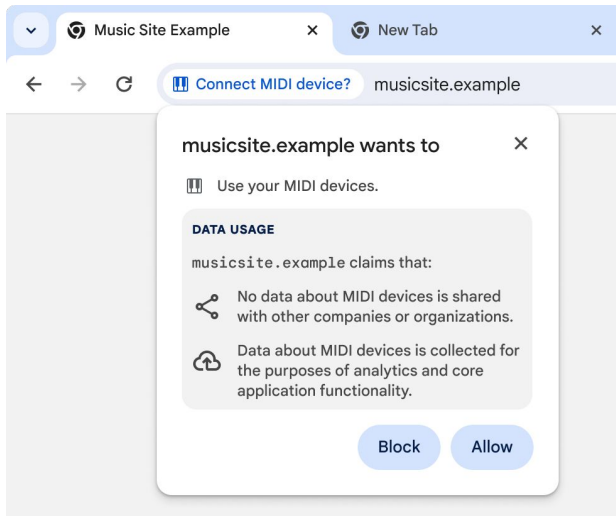 Music Site Example
New Tab
Connect MIDI device?
musicsite.example
musicsite.example wants to
Use your MIDI devices.
DATA USAGE
musicsite.example claims that:
No data about MIDI devices is shared
with other companies or organizations.
Data about MIDI devices is collected for
the purposes of analytics and core
application functionality.
Block
Allow